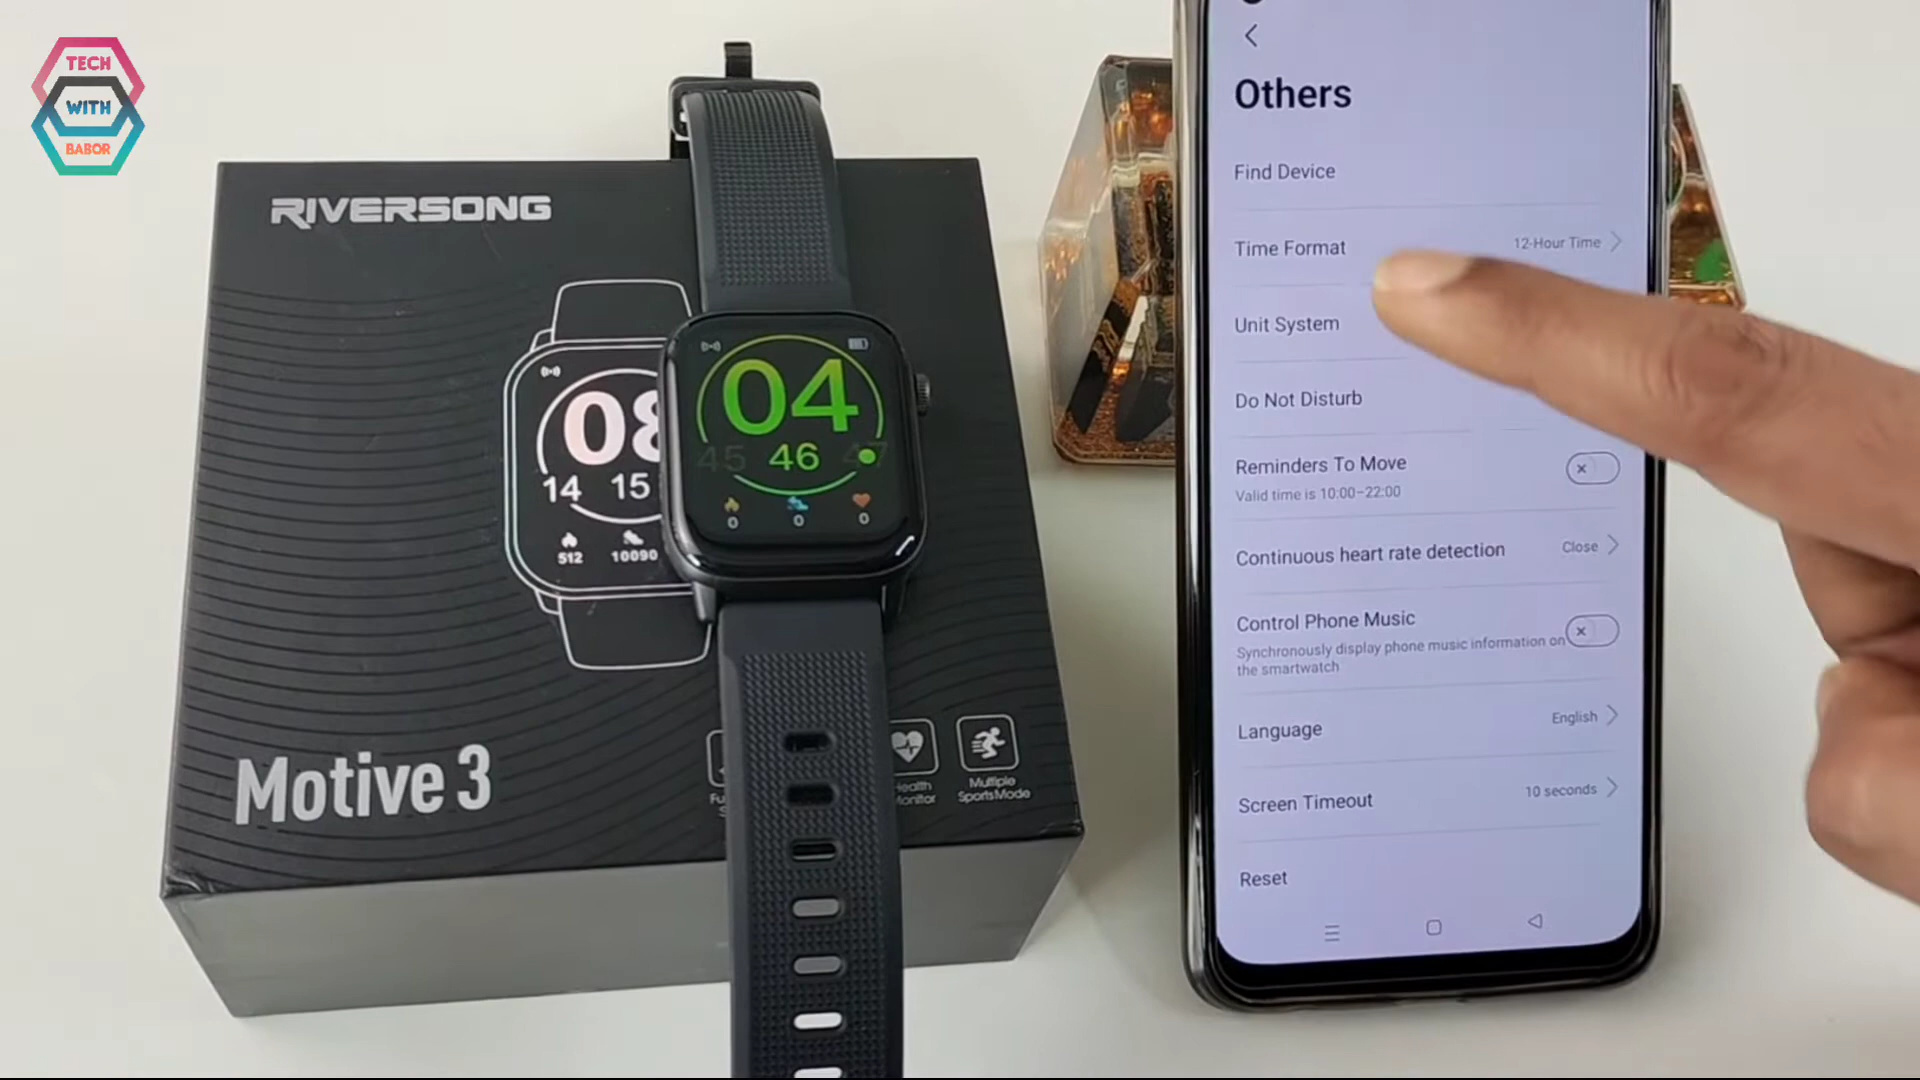 TECH
WITH
BABOR
RIVERSONG
08
14 15
512 10090
Motive 3
Health
Monitor
Multiple
SportsMode
04
45 46 47
0 0 0
Others
Find Device
Time Format 12-Hour Time
Unit System
Do Not Disturb
Reminders To Move
Valid time is 10:00-22:00
Continuous heart rate detection Close
Control Phone Music
Synchronously display phone music information on
the smartwatch
Language English
Screen Timeout 10 seconds
Reset